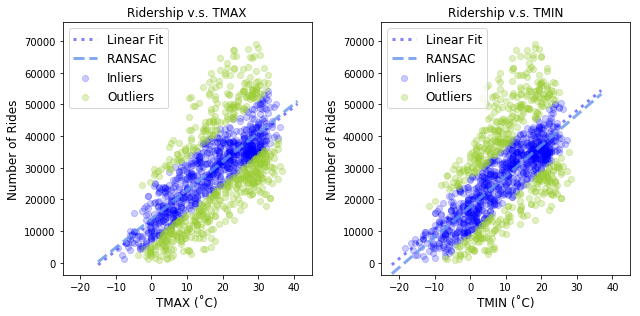 Ridership v.s. TMAX
Linear Fit
RANSAC
Inliers
Outliers
Number of Rides
70000
60000
50000
40000
30000
20000
10000
0
−20
−10
0
10
20
30
40
TMAX (˚C)
Ridership v.s. TMIN
Linear Fit
RANSAC
Inliers
Outliers
Number of Rides
70000
60000
50000
40000
30000
20000
10000
0
−20
−10
0
10
20
30
40
TMIN (˚C)